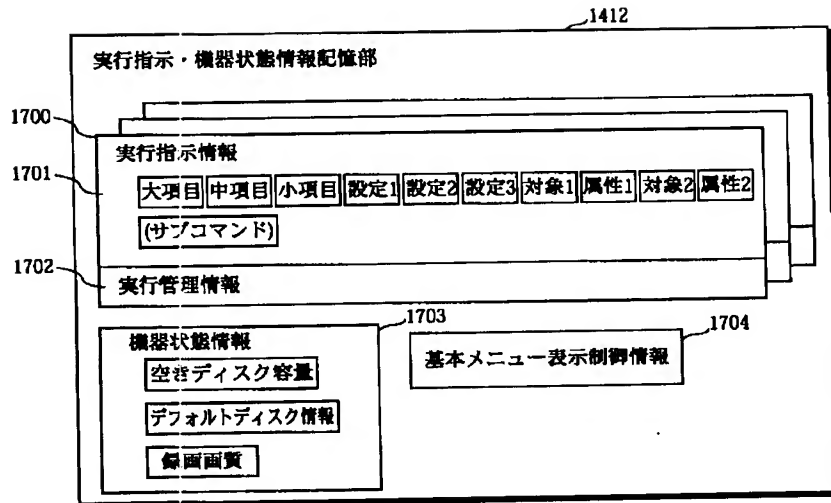 1412
実行指示・機器状態情報記憶部
1700
実行指示情報
1701
大項目 中項目 小項目 設定1 設定2 設定3 対象1 属性1 対象2 属性2
(サブコマンド)
1702
実行管理情報
1703
機器状態情報
空きディスク容量
デフォルトディスク情報
録画画質
1704
基本メニュー表示制御情報